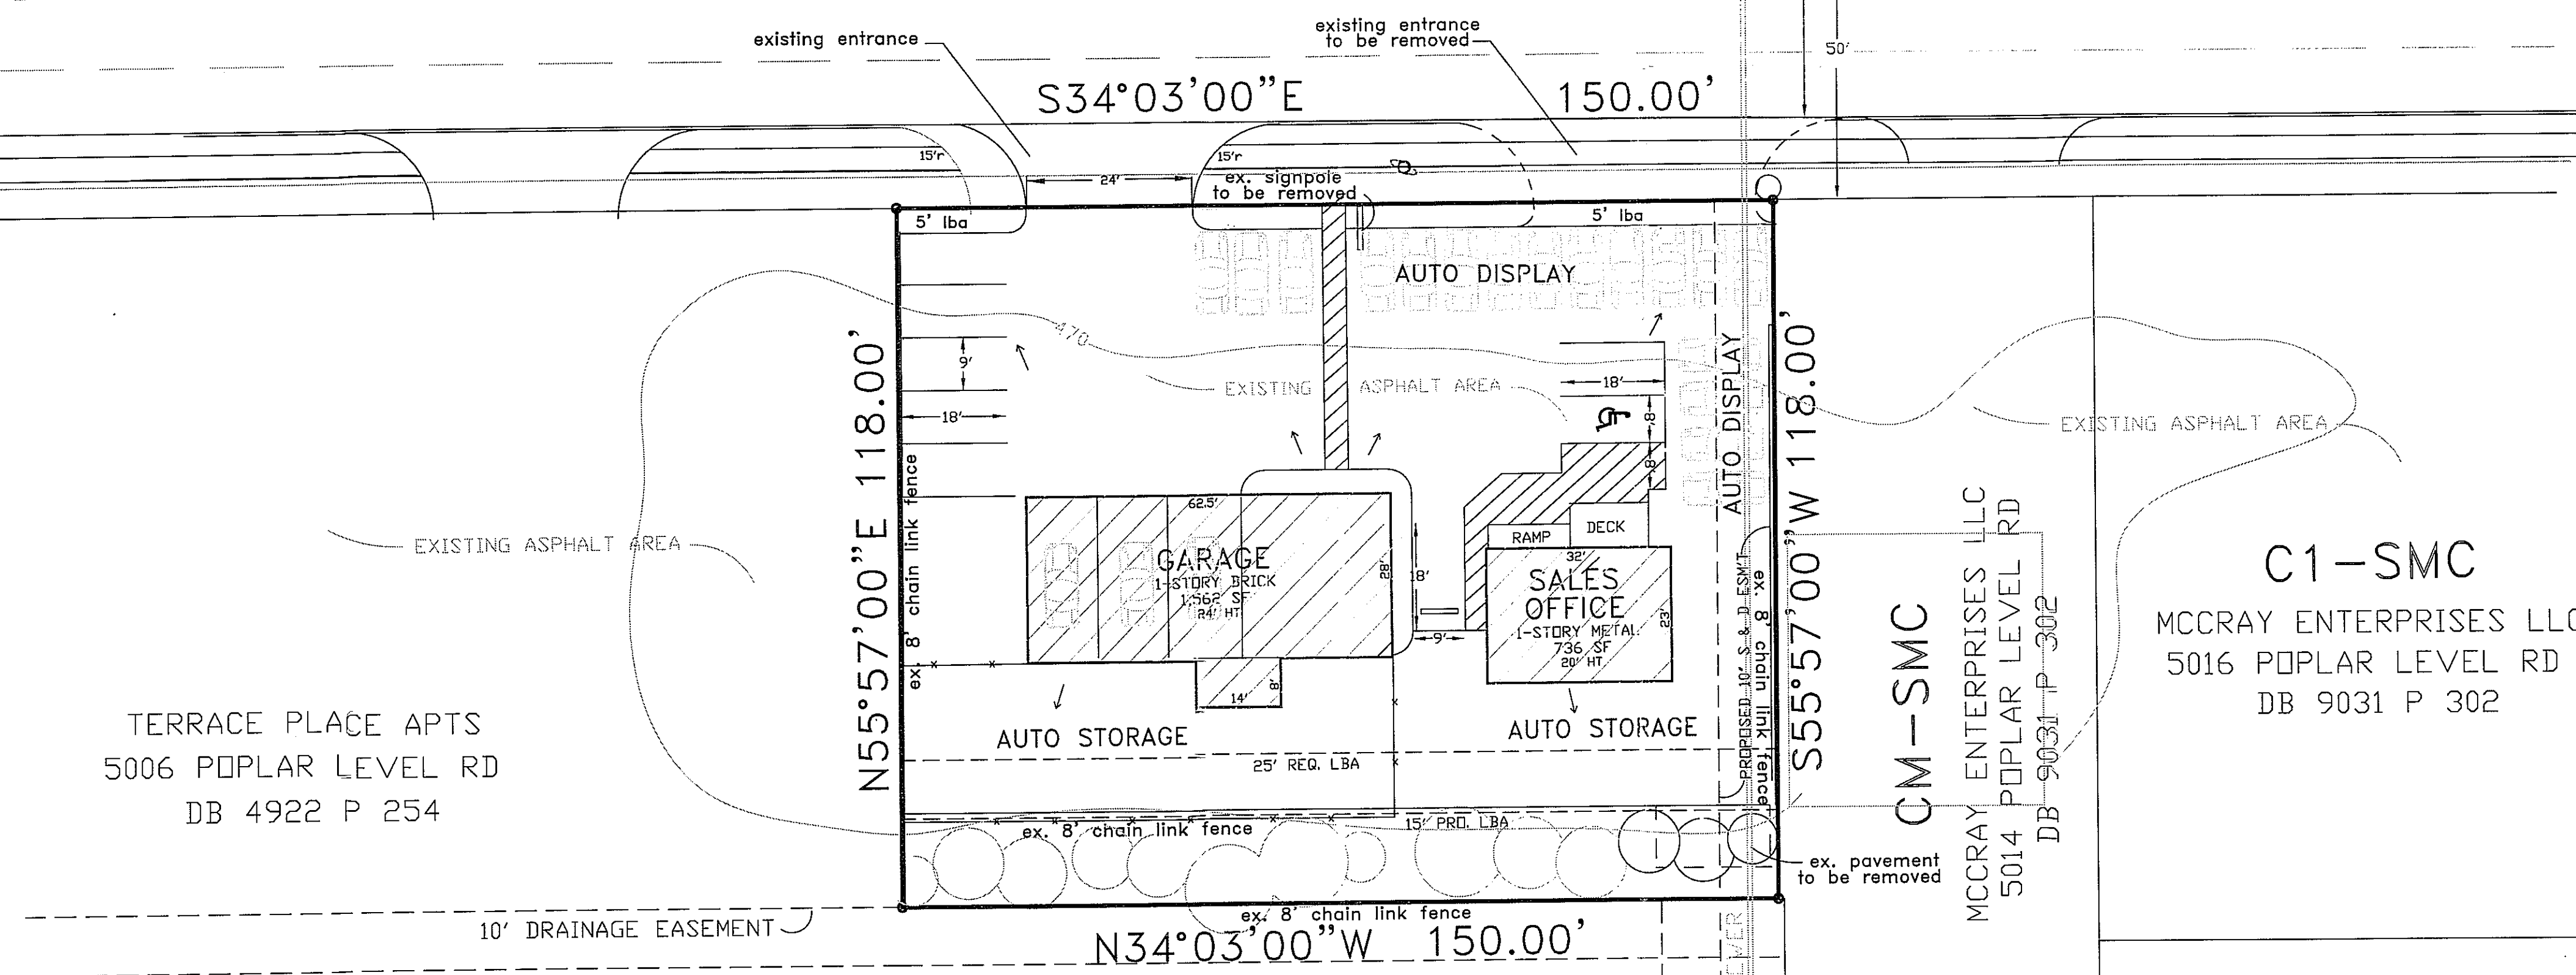 existing entrance
existing entrance
to be removed
50'
S34°03'00"E 150.00'
15'r
15'r
24'
ex. signpole
to be removed
5' lba
5' lba
AUTO DISPLAY
470
9'
18'
EXISTING ASPHALT AREA
18'
8'
8'
AUTO DISPLAY
N55°57'00"E 118.00'
ex. 8' chain link fence
S55°57'00"W 118.00'
EXISTING ASPHALT AREA
EXISTING ASPHALT AREA
62.5'
GARAGE
1-STORY BRICK
1,562 SF
24' HT
28'
18'
9'
14'
8'
RAMP
DECK
32'
SALES
OFFICE
1-STORY METAL
736 SF
20' HT
23'
PROPOSED 10' S & D ESM'T
ex. 8' chain link fence
CM-SMC
MCCRAY ENTERPRISES LLC
5014 POPLAR LEVEL RD
DB 9031 P 302
C1-SMC
MCCRAY ENTERPRISES LLC
5016 POPLAR LEVEL RD
DB 9031 P 302
TERRACE PLACE APTS
5006 POPLAR LEVEL RD
DB 4922 P 254
AUTO STORAGE
AUTO STORAGE
25' REQ. LBA
ex. 8' chain link fence
15' PRO. LBA
ex. pavement
to be removed
ex. 8' chain link fence
10' DRAINAGE EASEMENT
N34°03'00"W 150.00'